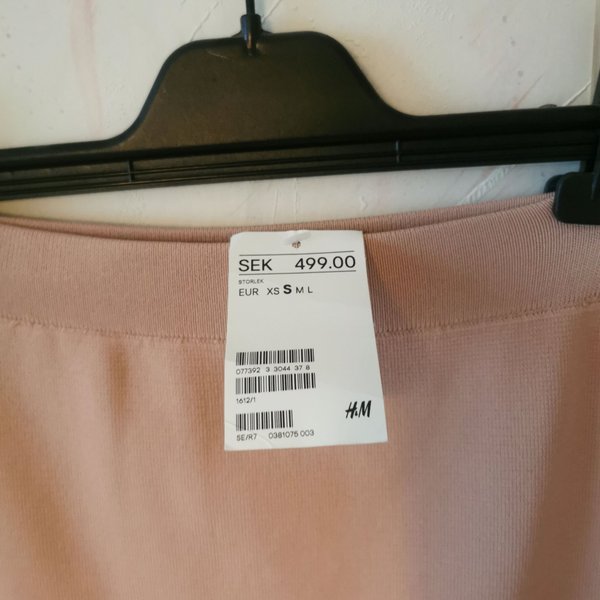 SEK 499.00
STORLEK
EUR XS S M L
077392 3 3044 37 8
1612/1
H&M
SE/R7 0381075 003